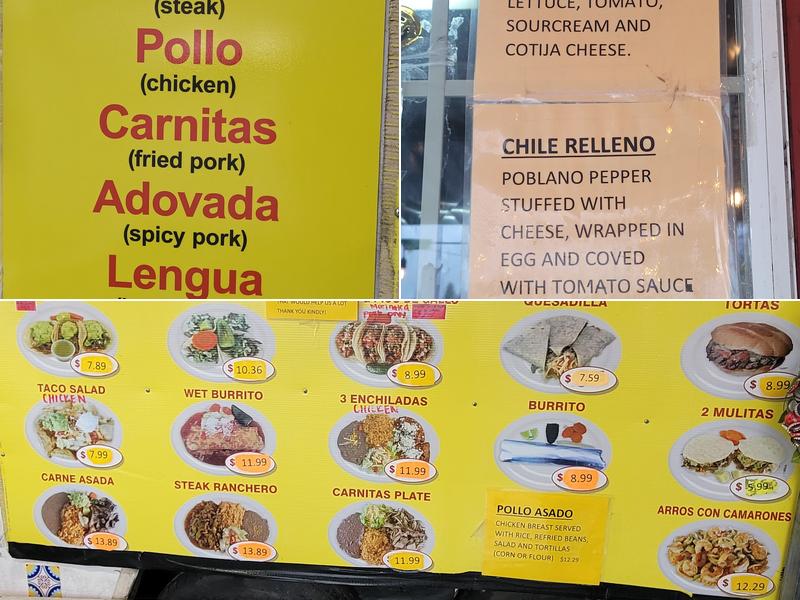 (steak)
Pollo
(chicken)
Carnitas
(fried pork)
Adovada
(spicy pork)
Lengua
LETTUCE, TOMATO,
SOURCREAM AND
COTIJA CHEESE.
CHILE RELLENO
POBLANO PEPPER
STUFFED WITH
CHEESE, WRAPPED IN
EGG AND COVED
WITH TOMATO SAUCE
THAT WOULD HELP US A LOT
THANK YOU KINDLY!
QUESADILLA
TORTAS
$ 7.89
$ 10.36
$ 8.99
$ 7.59
$ 8.99
TACO SALAD
CHICKEN
WET BURRITO
3 ENCHILADAS
CHICKEN
BURRITO
2 MULITAS
$ 7.99
$ 11.99
$ 11.99
$ 8.99
$ 5.99
CARNE ASADA
STEAK RANCHERO
CARNITAS PLATE
POLLO ASADO
CHICKEN BREAST SERVED
WITH RICE, REFRIED BEANS,
SALAD AND TORTILLAS
(CORN OR FLOUR) $12.29
ARROS CON CAMARONES
$ 13.89
$ 13.89
$ 11.99
$ 12.29